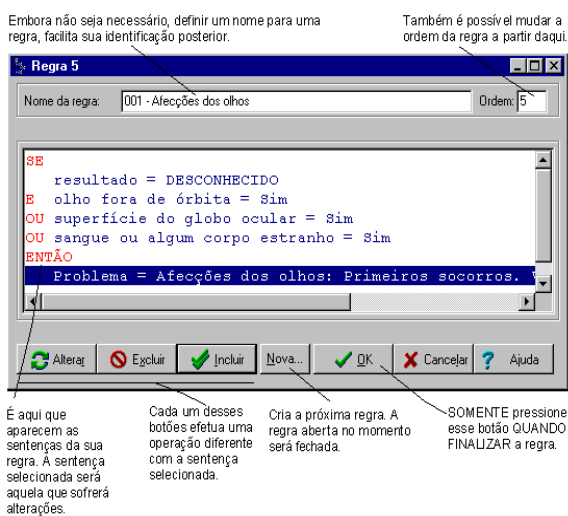 Embora não seja necessário, definir um nome para uma
regra, facilita sua identificação posterior.
Também é possível mudar a
ordem da regra a partir daqui.
Regra 5
Nome da regra: 001 - Afecções dos olhos Ordem: 5
SE
resultado = DESCONHECIDO
E olho fora de órbita = Sim
OU superfície do globo ocular = Sim
OU sangue ou algum corpo estranho = Sim
ENTÃO
Problema = Afecções dos olhos: Primeiros socorros.
Alterar Excluir Incluir Nova... OK Cancelar Ajuda
É aqui que
aparecem as
sentenças da sua
regra. A sentença
selecionada será
aquela que sofrerá
alterações.
Cada um desses
botões efetua uma
operação diferente
com a sentença
selecionada.
Cria a próxima regra. A
regra aberta no momento
será fechada.
SOMENTE pressione
esse botão QUANDO
FINALIZAR a regra.